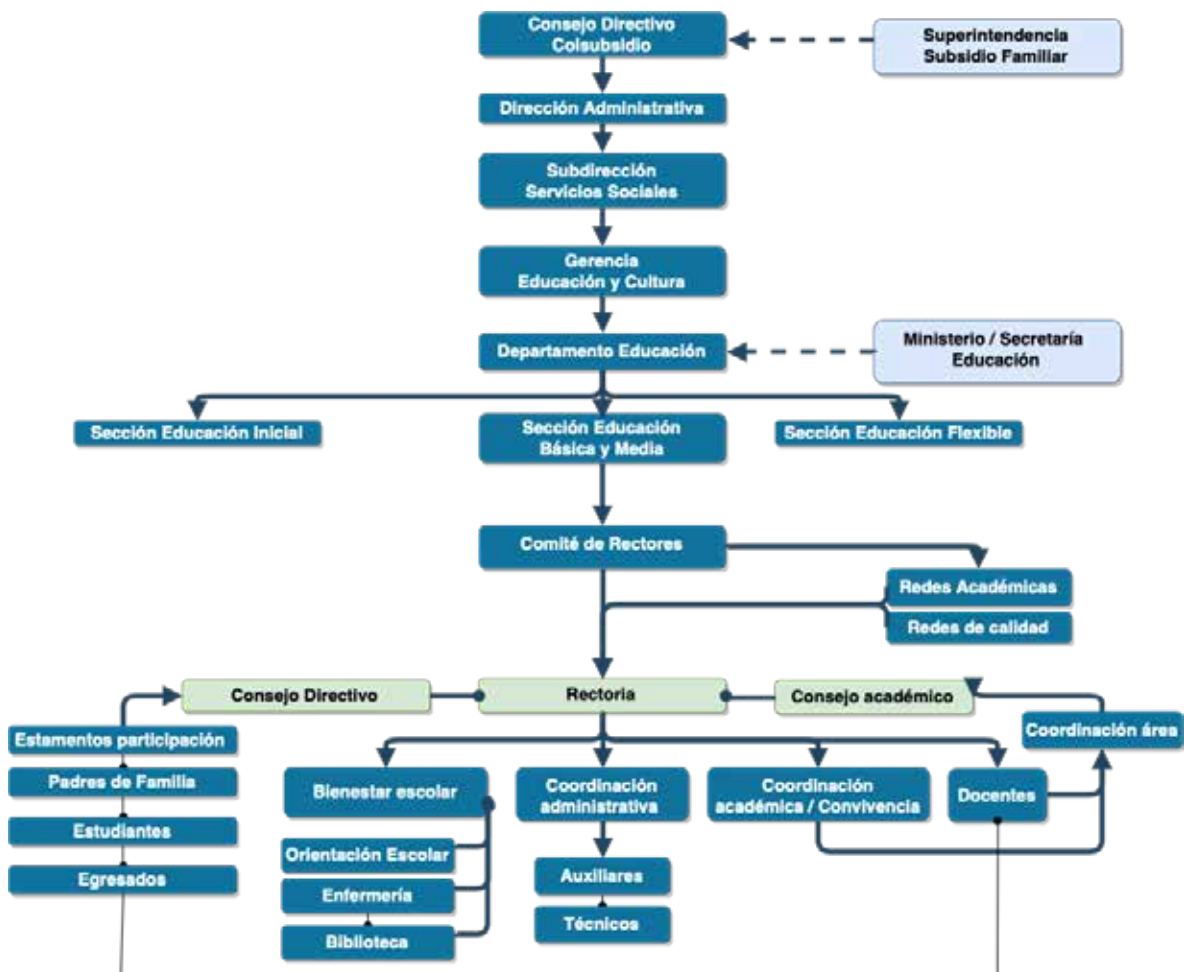 Consejo Directivo
Colsubsidio
Superintendencia
Subsidio Familiar
Dirección Administrativa
Subdirección
Servicios Sociales
Gerencia
Educación y Cultura
Departamento Educación
Ministerio / Secretaría
Educación
Sección Educación Inicial
Sección Educación
Básica y Media
Sección Educación Flexible
Comité de Rectores
Redes Académicas
Redes de calidad
Consejo Directivo
Rectoria
Consejo académico
Estamentos participación
Coordinación área
Padres de Familia
Bienestar escolar
Coordinación
administrativa
Coordinación
académica / Convivencia
Docentes
Estudiantes
Orientación Escolar
Egresados
Enfermería
Auxiliares
Biblioteca
Técnicos